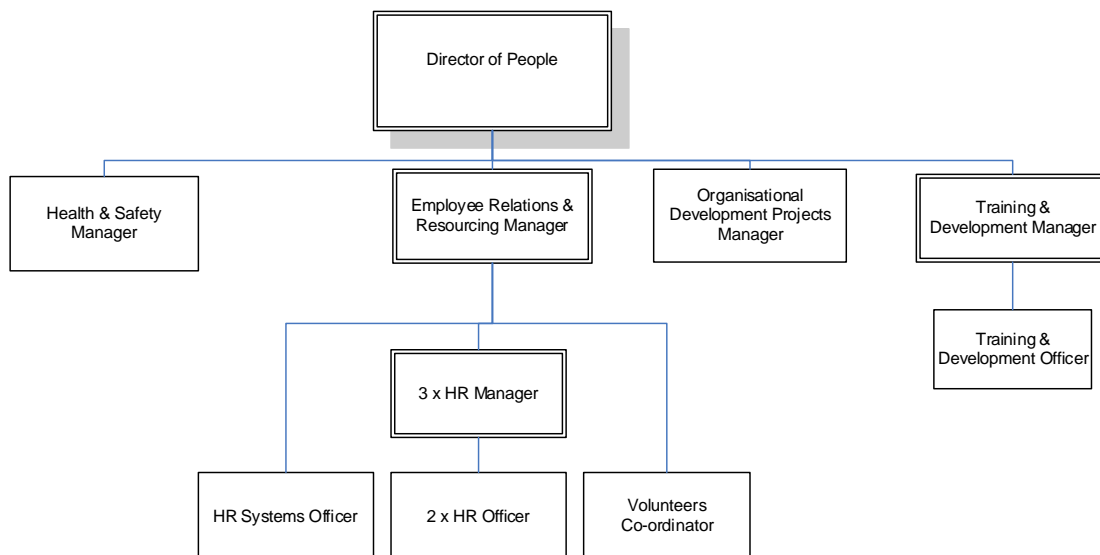 Director of People
Health & Safety
Manager
Employee Relations &
Resourcing Manager
Organisational
Development Projects
Manager
Training &
Development Manager
Training &
Development Officer
3 x HR Manager
HR Systems Officer
2 x HR Officer
Volunteers
Co-ordinator